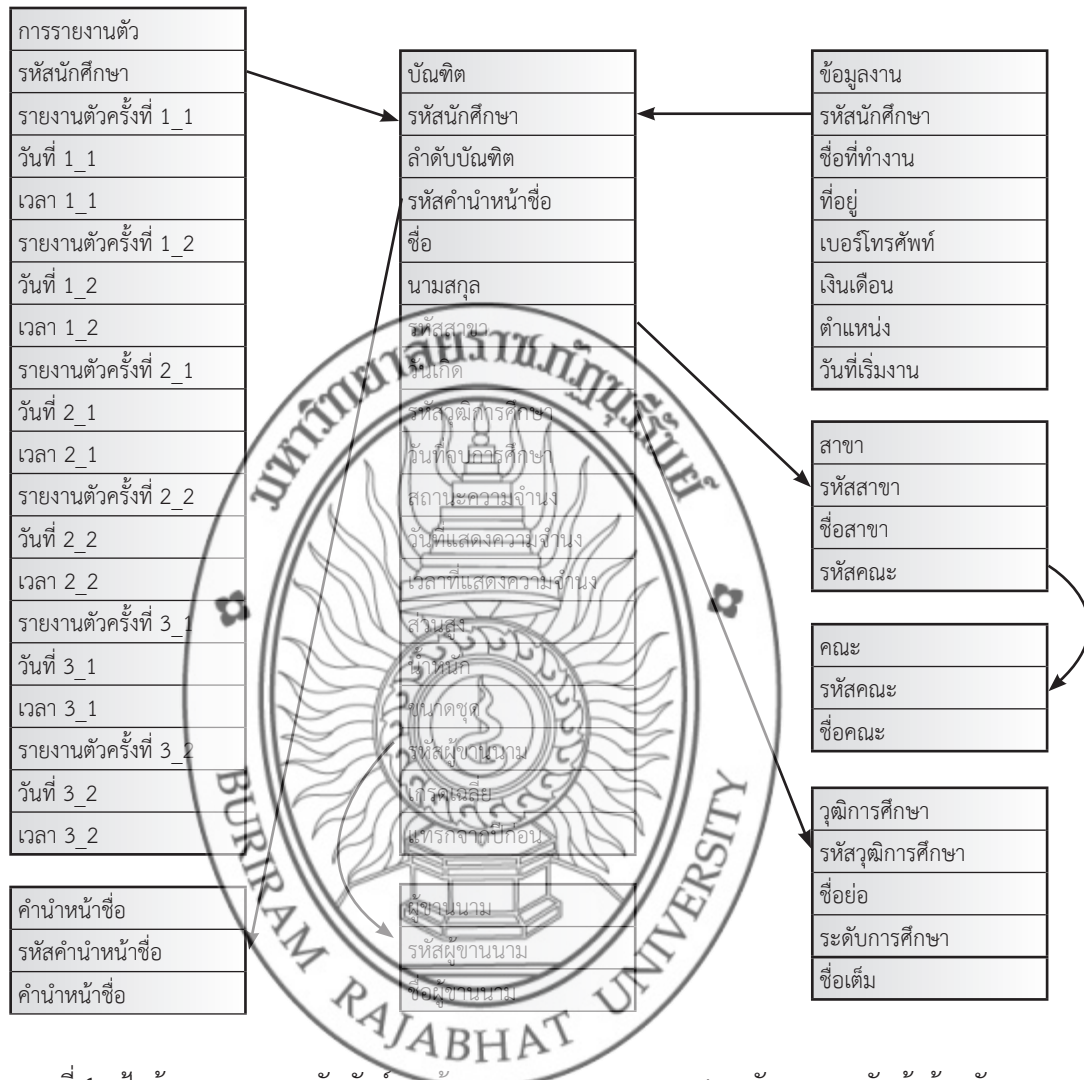 การรายงานตัว
รหัสนักศึกษา
รายงานตัวครั้งที่ 1_1
วันที่ 1_1
เวลา 1_1
รายงานตัวครั้งที่ 1_2
วันที่ 1_2
เวลา 1_2
รายงานตัวครั้งที่ 2_1
วันที่ 2_1
เวลา 2_1
รายงานตัวครั้งที่ 2_2
วันที่ 2_2
เวลา 2_2
รายงานตัวครั้งที่ 3_1
วันที่ 3_1
เวลา 3_1
รายงานตัวครั้งที่ 3_2
วันที่ 3_2
เวลา 3_2
คำนำหน้าชื่อ
รหัสคำนำหน้าชื่อ
คำนำหน้าชื่อ
บัณฑิต
รหัสนักศึกษา
ลำดับบัณฑิต
รหัสคำนำหน้าชื่อ
ชื่อ
นามสกุล
รหัสสาขา
วันเกิด
รหัสวุฒิการศึกษา
วันที่จบการศึกษา
สถานะความจำนง
วันที่แสดงความจำนง
เวลาที่แสดงความจำนง
ส่วนสูง
น้ำหนัก
ขนาดชุด
รหัสผู้ขานนาม
เกรดเฉลี่ย
แทรกจากปีก่อน
ผู้ขานนาม
รหัสผู้ขานนาม
ชื่อผู้ขานนาม
ข้อมูลงาน
รหัสนักศึกษา
ชื่อที่ทำงาน
ที่อยู่
เบอร์โทรศัพท์
เงินเดือน
ตำแหน่ง
วันที่เริ่มงาน
สาขา
รหัสสาขา
ชื่อสาขา
รหัสคณะ
คณะ
รหัสคณะ
ชื่อคณะ
วุฒิการศึกษา
รหัสวุฒิการศึกษา
ชื่อย่อ
ระดับการศึกษา
ชื่อเต็ม
มหาวิทยาลัยราชภัฏบุรีรัมย์
BURIRAM RAJABHAT UNIVERSITY